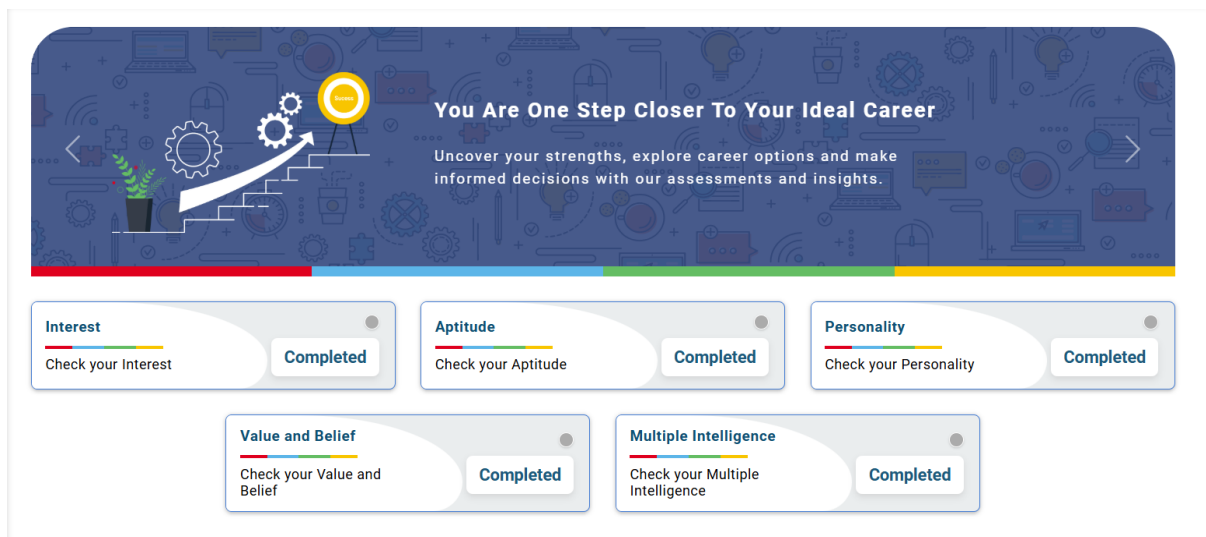 Success
You Are One Step Closer To Your Ideal Career
Uncover your strengths, explore career options and make
informed decisions with our assessments and insights.
Interest
Check your Interest
Completed
Aptitude
Check your Aptitude
Completed
Personality
Check your Personality
Completed
Value and Belief
Check your Value and
Belief
Completed
Multiple Intelligence
Check your Multiple
Intelligence
Completed